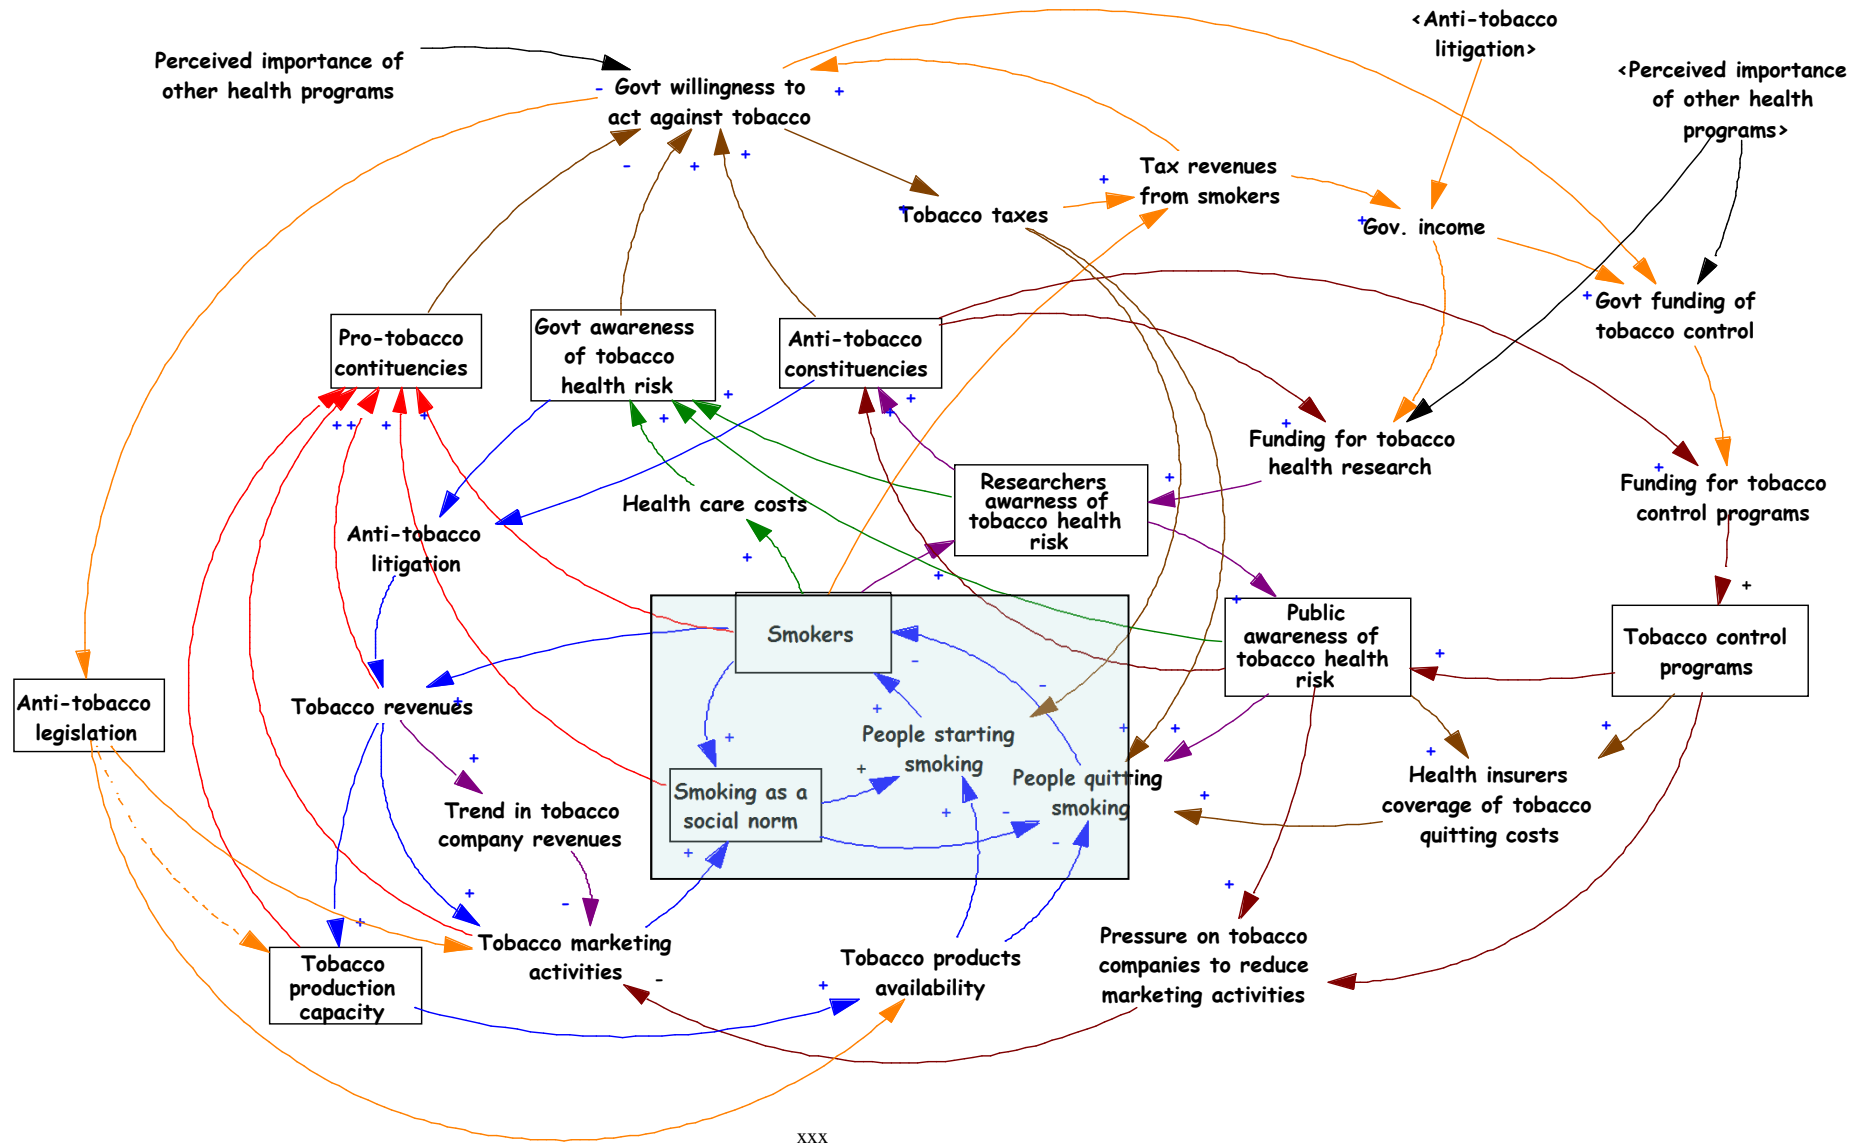 <Anti-tobacco
litigation>
Perceived importance of
other health programs
<Perceived importance
of other health
programs>
Govt willingness to
act against tobacco
Tax revenues
from smokers
Tobacco taxes
Gov. income
Govt funding of
tobacco control
Pro-tobacco
contituencies
Govt awareness
of tobacco
health risk
Anti-tobacco
constituencies
Funding for tobacco
health research
Researchers
awarness of
tobacco health
risk
Health care costs
Funding for tobacco
control programs
Anti-tobacco
litigation
Smokers
Public
awareness of
tobacco health
risk
Tobacco control
programs
Anti-tobacco
legislation
Tobacco revenues
People starting
smoking
People quitting
smoking
Smoking as a
social norm
Health insurers
coverage of tobacco
quitting costs
Trend in tobacco
company revenues
Tobacco marketing
activities
Tobacco products
availability
Pressure on tobacco
companies to reduce
marketing activities
Tobacco
production
capacity
xxx